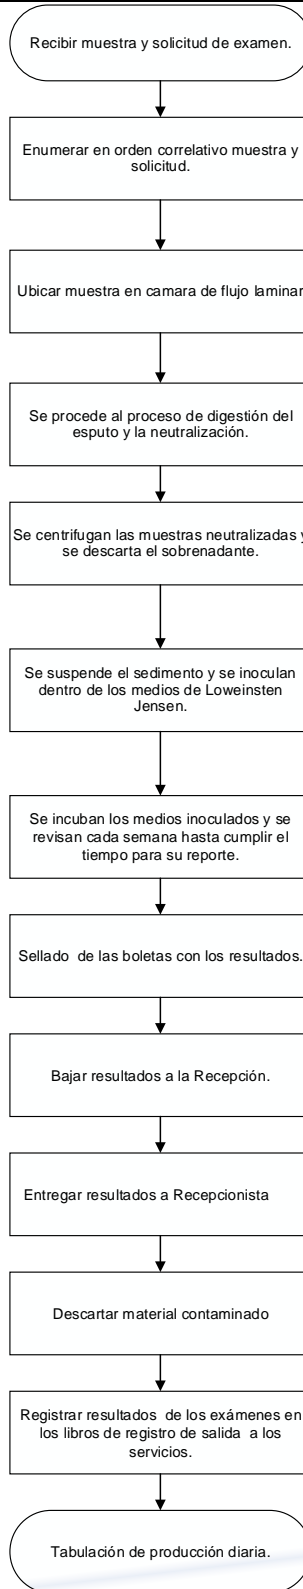 Recibir muestra y solicitud de examen.
Enumerar en orden correlativo muestra y
solicitud.
Ubicar muestra en camara de flujo laminar
Se procede al proceso de digestión del
esputo y la neutralización.
Se centrifugan las muestras neutralizadas y
se descarta el sobrenadante.
Se suspende el sedimento y se inoculan
dentro de los medios de Loweinsten
Jensen.
Se incuban los medios inoculados y se
revisan cada semana hasta cumplir el
tiempo para su reporte.
Sellado de las boletas con los resultados.
Bajar resultados a la Recepción.
Entregar resultados a Recepcionista
Descartar material contaminado
Registrar resultados de los exámenes en
los libros de registro de salida a los
servicios.
Tabulación de producción diaria.